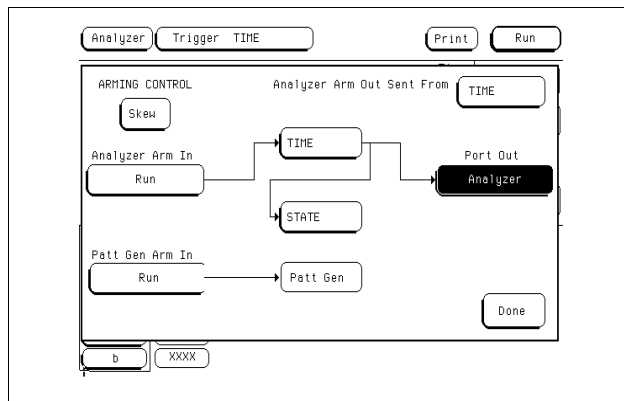 Analyzer Trigger TIME Print Run
ARMING CONTROL Analyzer Arm Out Sent From TIME
Skew
TIME
Analyzer Arm In Port Out
Run Analyzer
STATE
Patt Gen Arm In
Run Patt Gen
Done
b XXXX